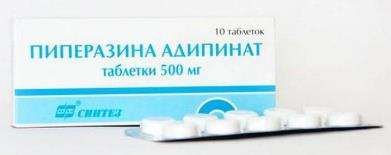 10 таблеток
ПИПЕРАЗИНА АДИПИНАТ
таблетки 500 мг
СИНТЕЗ